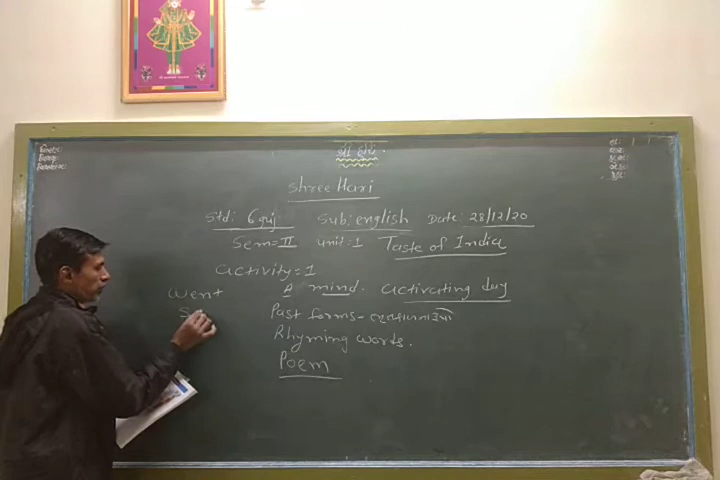 શ્રી હરિ.
Shree Hari
Std: 6 guj Sub: english Date: 28/12/20
Sem=II unit:1 Taste of India
activity=1
A mind. activating day
went
Past forms -
Rhyming words.
Poem